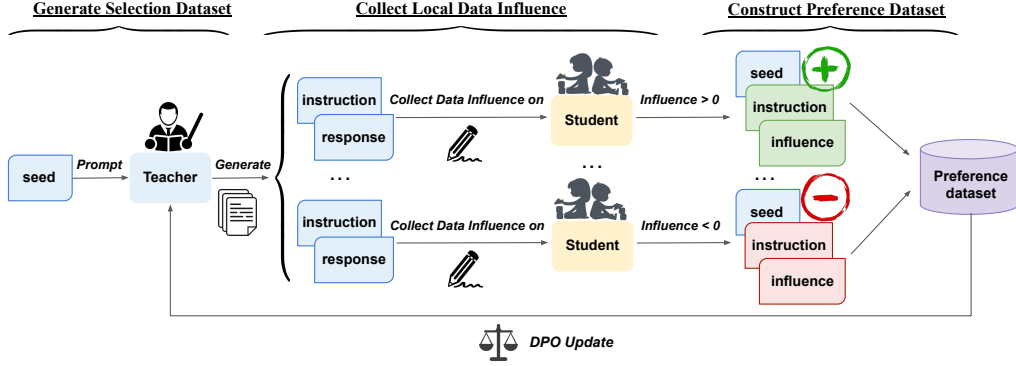 Generate Selection Dataset
Collect Local Data Influence
Construct Preference Dataset
seed
Prompt
Teacher
Generate
instruction
response
Collect Data Influence on
Student
Influence > 0
seed
instruction
influence
...
...
...
instruction
response
Collect Data Influence on
Student
Influence < 0
seed
instruction
influence
Preference
dataset
DPO Update